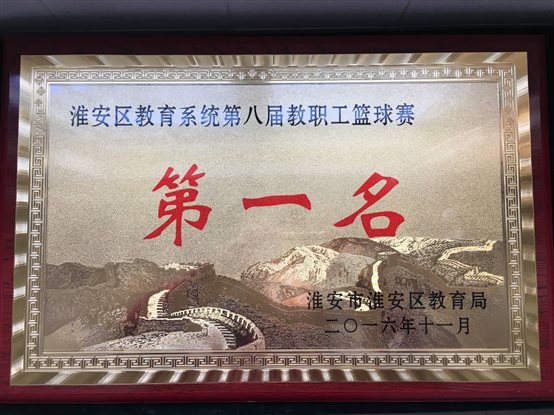 淮安区教育系统第八届教职工篮球赛
第一名
淮安市淮安区教育局
二〇一六年十一月